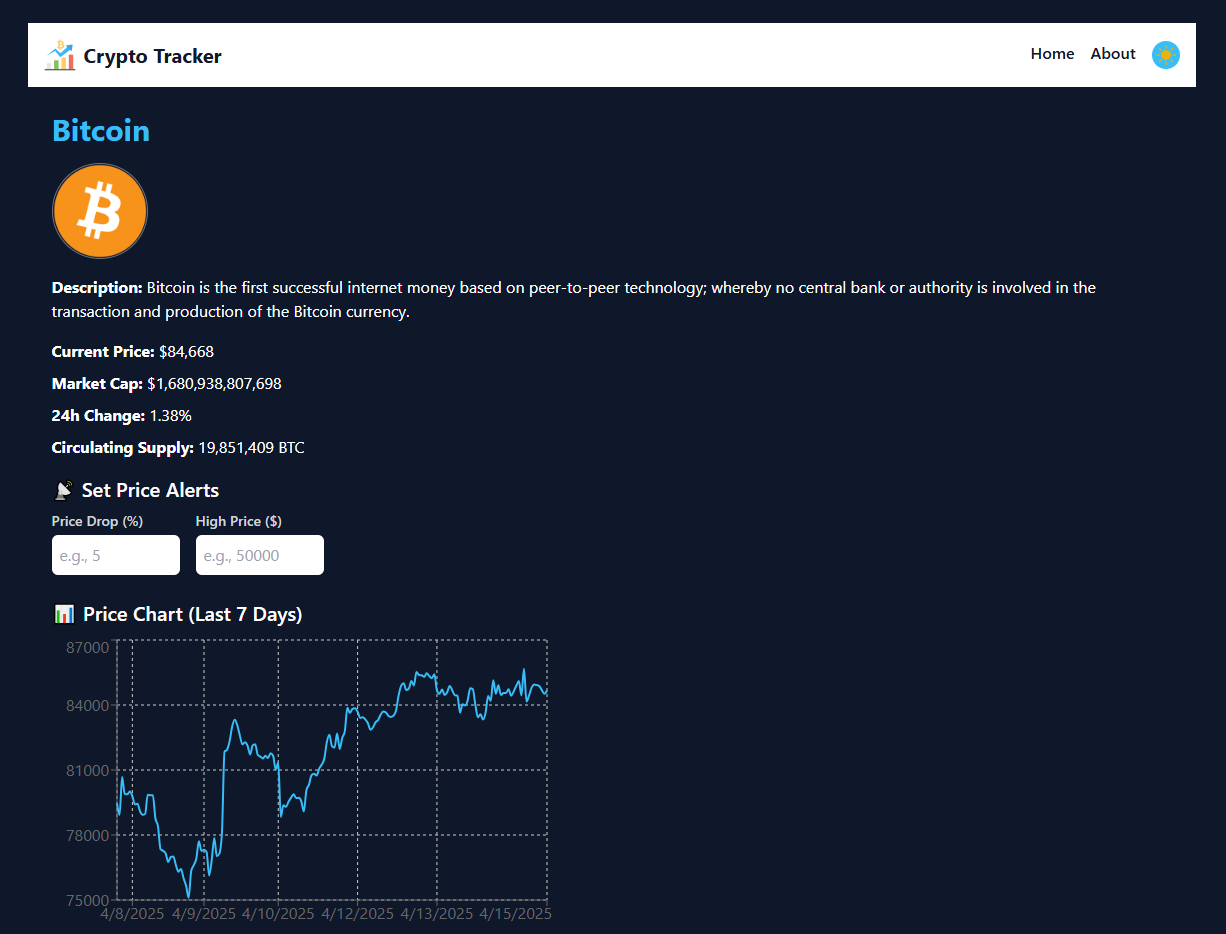 Crypto Tracker
Home About
Bitcoin
Description: Bitcoin is the first successful internet money based on peer-to-peer technology; whereby no central bank or authority is involved in the
transaction and production of the Bitcoin currency.
Current Price: $84,668
Market Cap: $1,680,938,807,698
24h Change: 1.38%
Circulating Supply: 19,851,409 BTC
Set Price Alerts
Price Drop (%) High Price ($)
e.g., 5 e.g., 50000
Price Chart (Last 7 Days)
87000
84000
81000
78000
75000
4/8/2025 4/9/2025 4/10/2025 4/12/2025 4/13/2025 4/15/2025